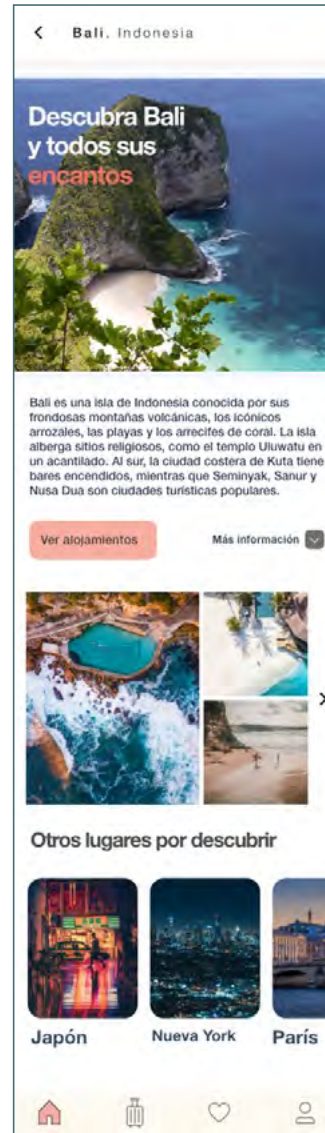 Bali. Indonesia
Descubra Bali
y todos sus
encantos
Bali es una isla de Indonesia conocida por sus
frondosas montañas volcánicas, los icónicos
arrozales, las playas y los arrecifes de coral. La isla
alberga sitios religiosos, como el templo Uluwatu en
un acantilado. Al sur, la ciudad costera de Kuta tiene
bares encendidos, mientras que Seminyak, Sanur y
Nusa Dua son ciudades turísticas populares.
Ver alojamientos
Más información
Otros lugares por descubrir
Japón
Nueva York
París